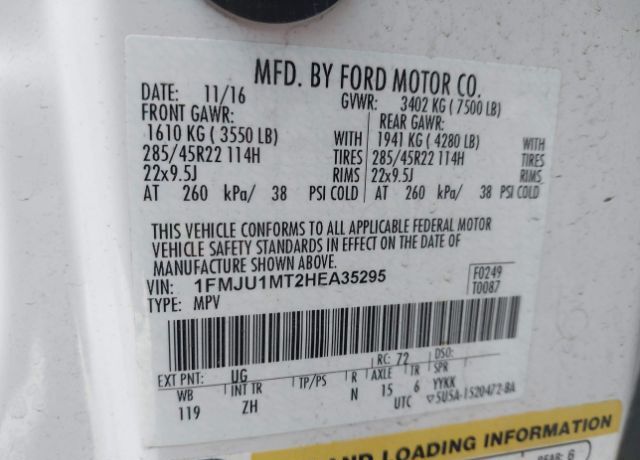 MFD. BY FORD MOTOR CO.
DATE: 11/16 GVWR: 3402 KG ( 7500 LB)
FRONT GAWR: REAR GAWR:
1610 KG ( 3550 LB) WITH 1941 KG ( 4280 LB) WITH
285/45R22 114H TIRES 285/45R22 114H TIRES
22x9.5J RIMS 22x9.5J RIMS
AT 260 kPa/ 38 PSI COLD AT 260 kPa/ 38 PSI COLD
THIS VEHICLE CONFORMS TO ALL APPLICABLE FEDERAL MOTOR
VEHICLE SAFETY STANDARDS IN EFFECT ON THE DATE OF
MANUFACTURE SHOWN ABOVE.
VIN: 1FMJU1MT2HEA35295 F0249
TYPE: MPV T0087
EXT PNT: UG RC: 72 DSO:
WB INT TR TP/PS R AXLE TR SPR
119 ZH N 15 6 YYKK
UTC 5U5A-1520472-BA
AND LOADING INFORMATION
REAR: 6